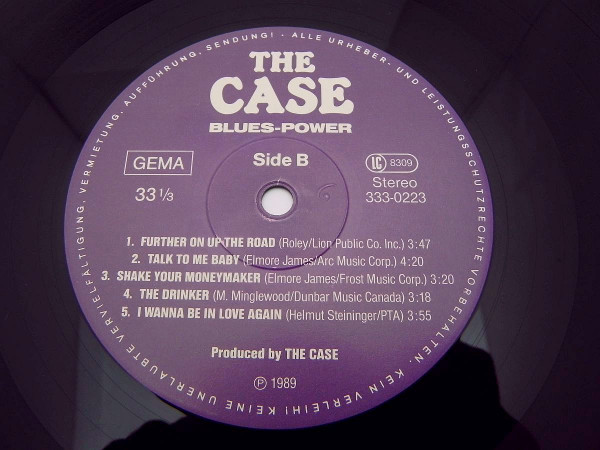 THE
CASE
BLUES-POWER
GEMA
Side B
LC 8309
33 1/3
Stereo
333-0223
1. FURTHER ON UP THE ROAD (Roley/Lion Public Co. Inc.) 3:47
2. TALK TO ME BABY (Elmore James/Arc Music Corp.) 4:20
3. SHAKE YOUR MONEYMAKER (Elmore James/Frost Music Corp.) 3:20
4. THE DRINKER (M. Minglewood/Dunbar Music Canada) 3:18
5. I WANNA BE IN LOVE AGAIN (Helmut Steininger/PTA) 3:55
Produced by THE CASE
℗ 1989
ALLE URHEBER- UND LEISTUNGSSCHUTZRECHTE VORBEHALTEN. KEIN VERLEIH! KEINE UNERLAUBTE VERVIELFÄLTIGUNG, VERMIETUNG, AUFFÜHRUNG, SENDUNG! -